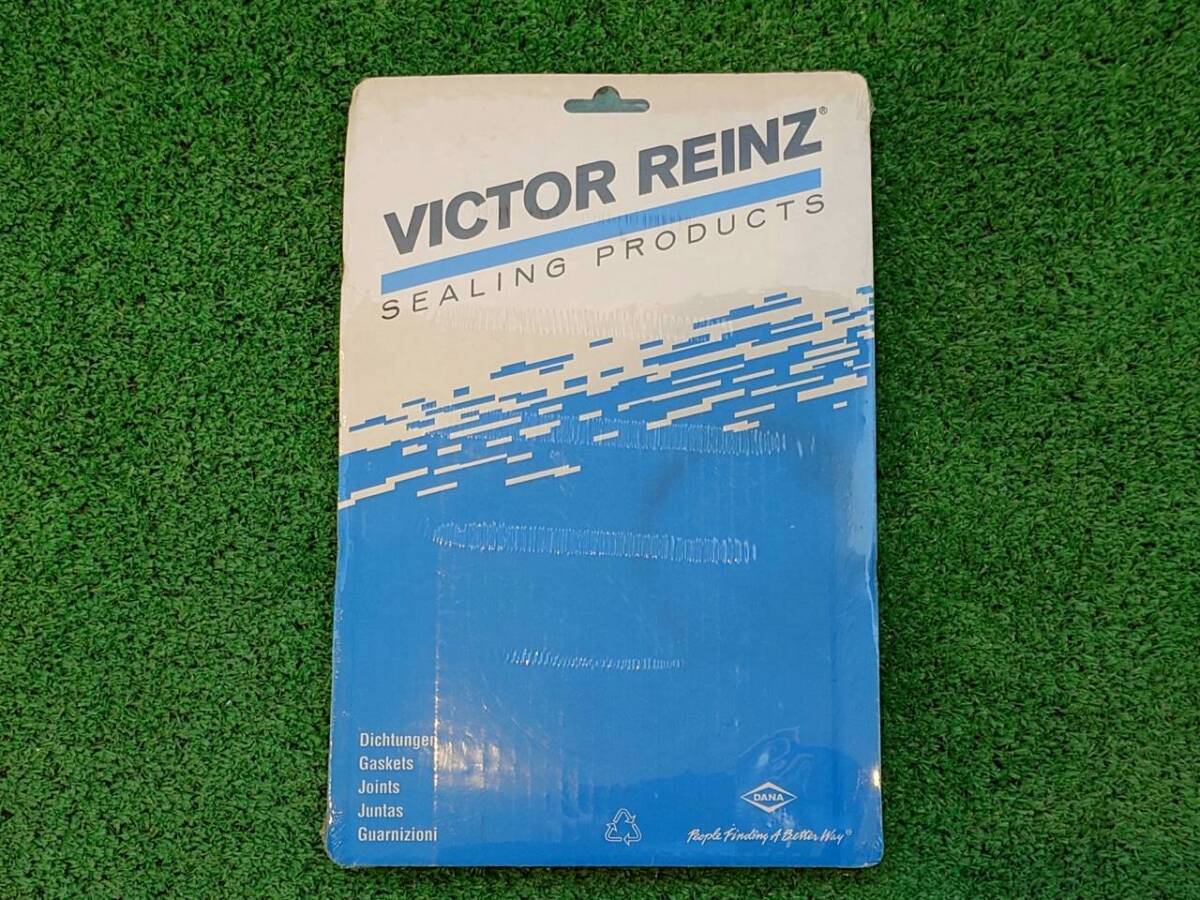 VICTOR REINZ®
SEALING PRODUCTS
Dichtungen
Gaskets
Joints
Juntas
Guarnizioni
DANA
People Finding A Better Way®